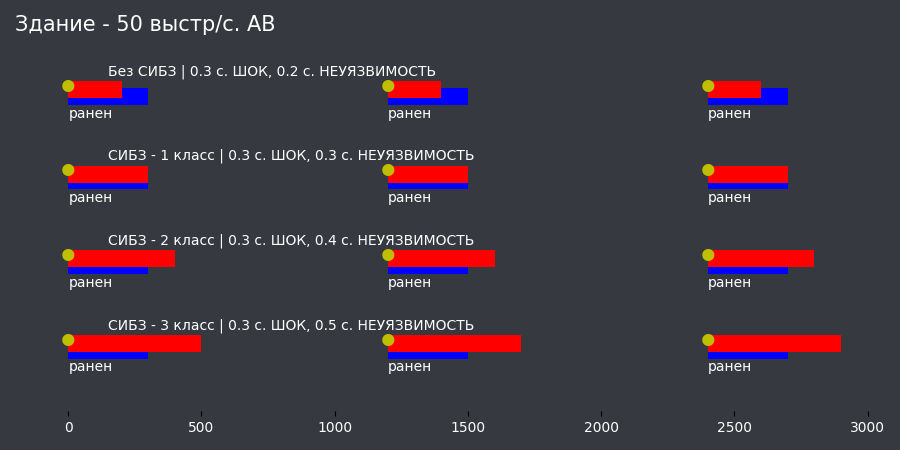 Здание - 50 выстр/с. АВ
Без СИБЗ | 0.3 с. ШОК, 0.2 с. НЕУЯЗВИМОСТЬ
ранен ранен ранен
СИБЗ - 1 класс | 0.3 с. ШОК, 0.3 с. НЕУЯЗВИМОСТЬ
ранен ранен ранен
СИБЗ - 2 класс | 0.3 с. ШОК, 0.4 с. НЕУЯЗВИМОСТЬ
ранен ранен ранен
СИБЗ - 3 класс | 0.3 с. ШОК, 0.5 с. НЕУЯЗВИМОСТЬ
ранен ранен ранен
0 500 1000 1500 2000 2500 3000